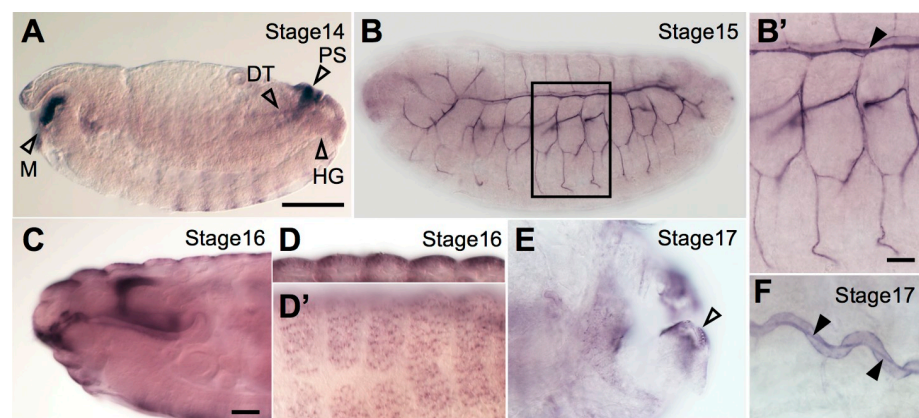 A
Stage14
PS
DT
M
HG
B
Stage15
B'
C
Stage16
D
Stage16
D'
E
Stage17
F
Stage17